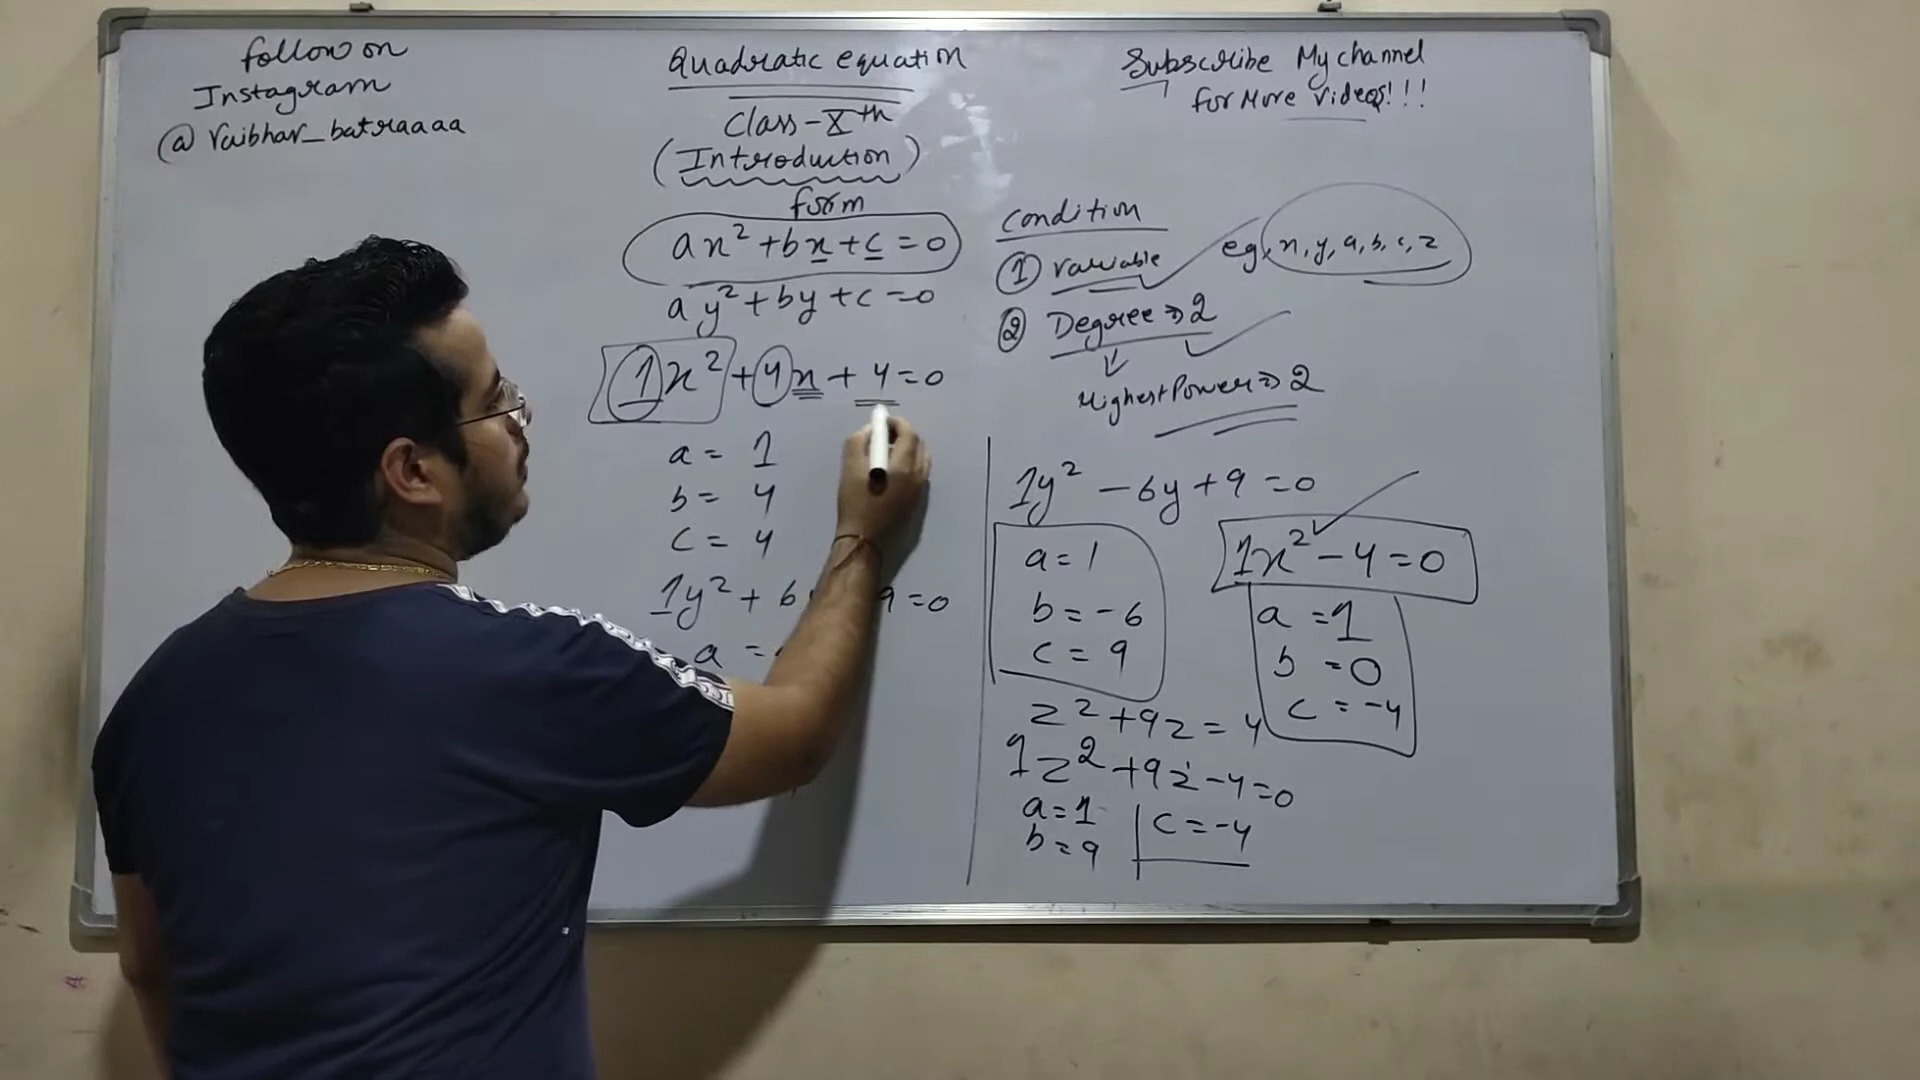 follow on
Instagram
@vaibhav_batraaaa
Quadratic equation
Class-Xth
(Introduction)
form
ax² + bx + c = 0
ay² + by + c = 0
1x² + 4x + 4 = 0
a = 1
b = 4
c = 4
1y² + 6 9 = 0
a =
Subscribe My channel
for More Videos!!!
Condition
① Variable eg, x, y, a, b, c, z
② Degree ⇒ 2
Highest Power ⇒ 2
1y² - 6y + 9 = 0
a = 1
b = -6
c = 9
z² + 9z = 4
1z² + 9z - 4 = 0
a = 1
b = 9
c = -4
1x² - 4 = 0
a = 1
b = 0
c = -4